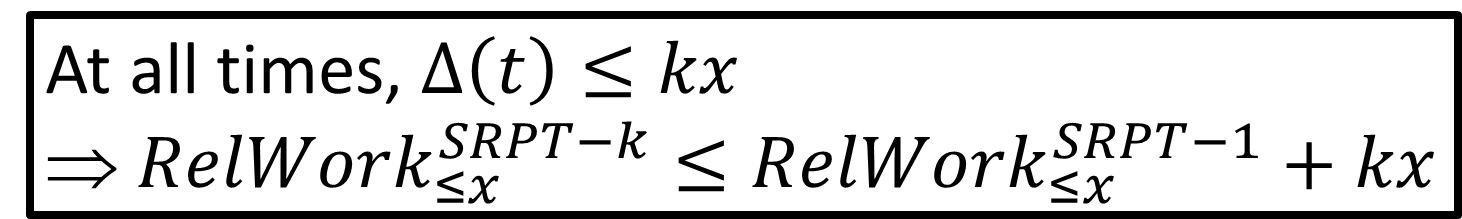 At all times, Δ(t) ≤ kx
⇒ RelWork_{≤x}^{SRPT−k} ≤ RelWork_{≤x}^{SRPT−1} + kx